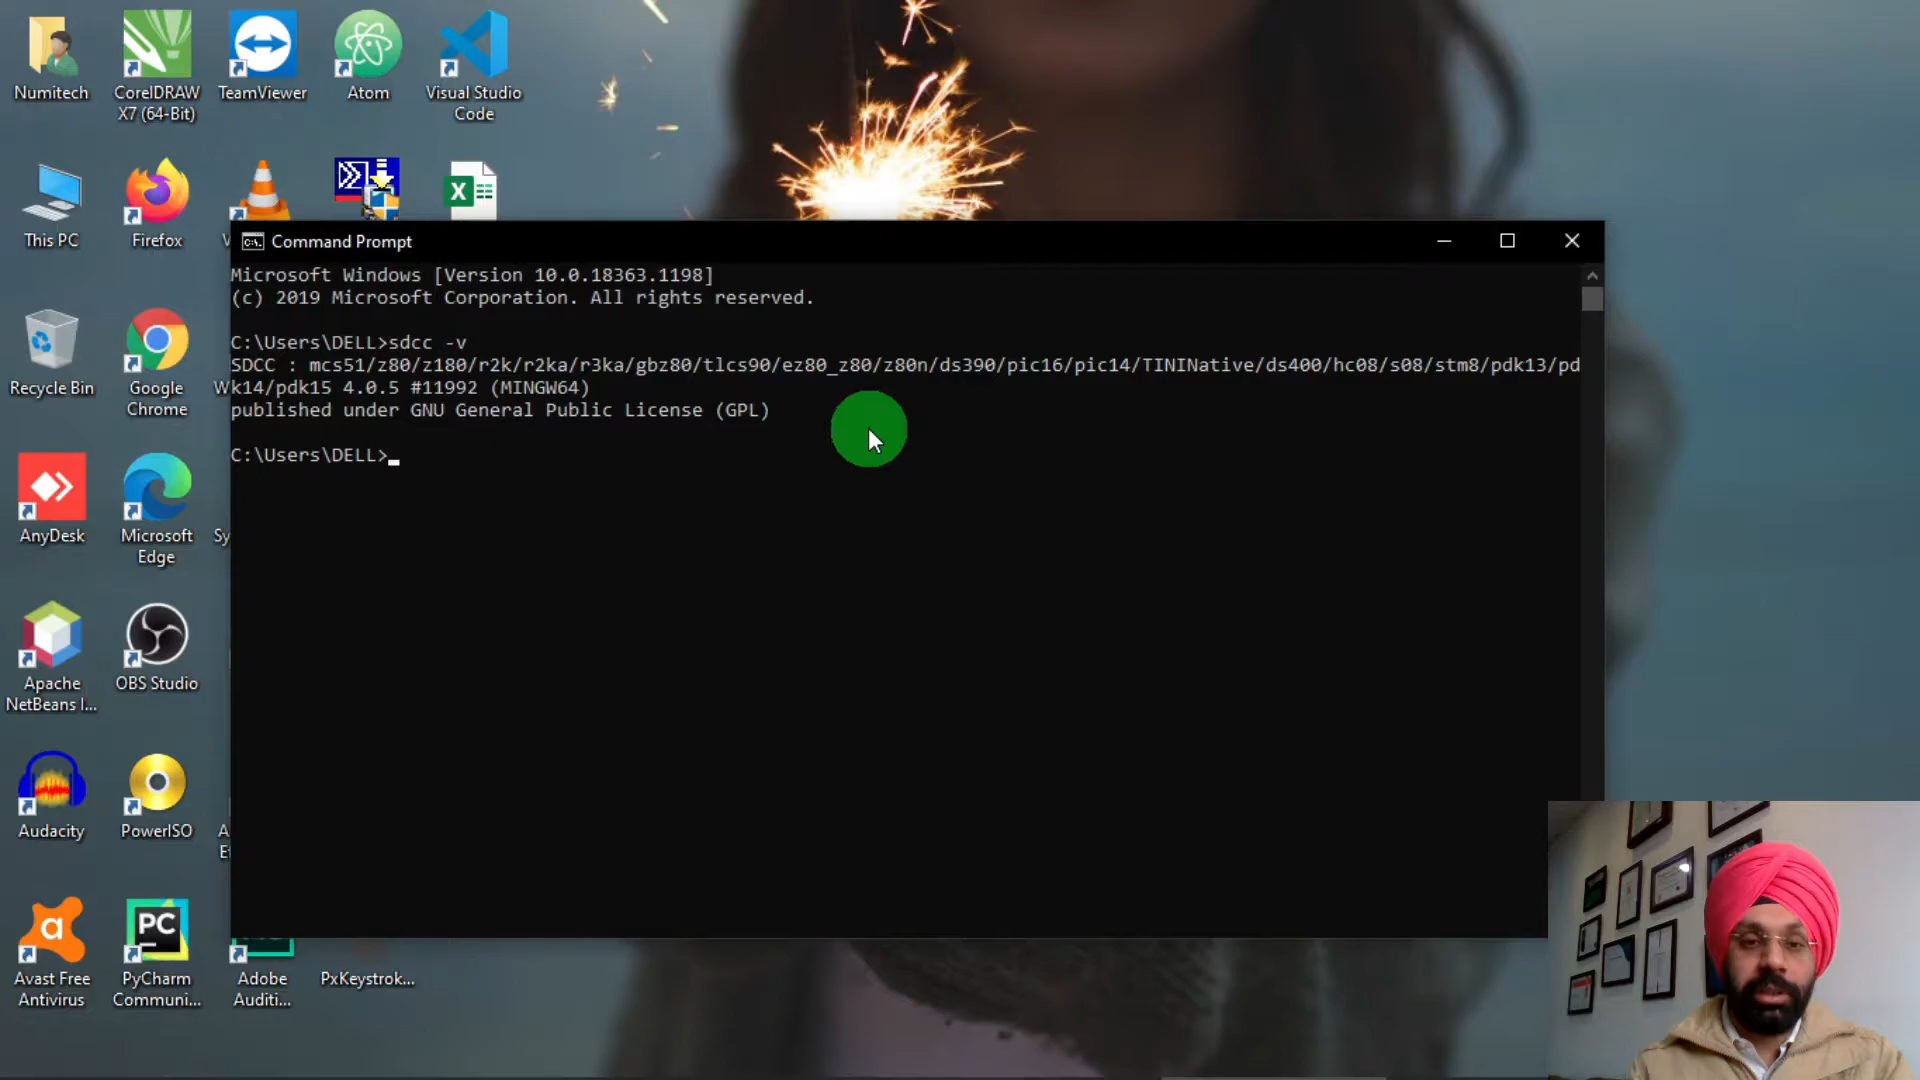 Numitech
CorelDRAW
X7 (64-Bit)
TeamViewer
Atom
Visual Studio
Code
This PC
Firefox
Recycle Bin
Google
Chrome
AnyDesk
Microsoft
Edge
Sy
Apache
NetBeans I...
OBS Studio
Audacity
PowerISO
A
Avast Free
Antivirus
PyCharm
Communi...
Adobe
Auditi...
PxKeystrok...
Command Prompt
Microsoft Windows [Version 10.0.18363.1198]
(c) 2019 Microsoft Corporation. All rights reserved.
C:\Users\DELL>sdcc -v
SDCC : mcs51/z80/z180/r2k/r2ka/r3ka/gbz80/tlcs90/ez80_z80/z80n/ds390/pic16/pic14/TININative/ds400/hc08/s08/stm8/pdk13/pd
k14/pdk15 4.0.5 #11992 (MINGW64)
published under GNU General Public License (GPL)
C:\Users\DELL>